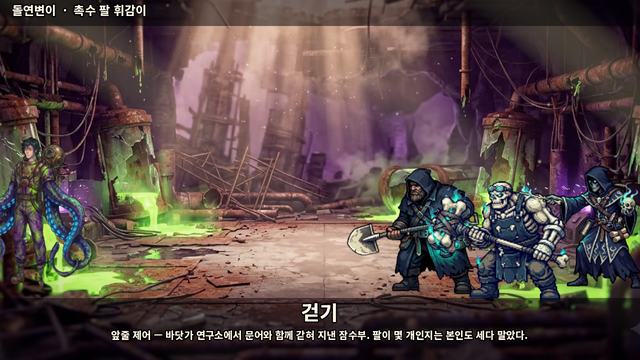 돌연변이 · 촉수 팔 휘감이
걷기
앞줄 제어 — 바닷가 연구소에서 문어와 함께 갇혀 지낸 잠수부. 팔이 몇 개인지는 본인도 세다 말았다.